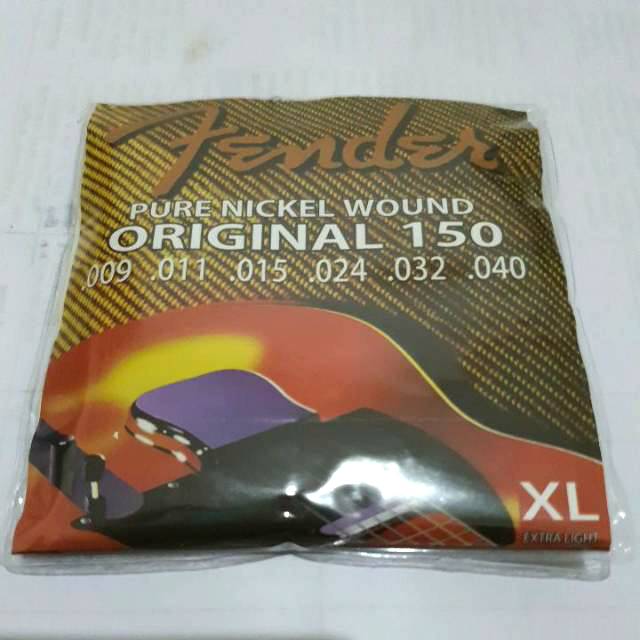 Fender
PURE NICKEL WOUND
ORIGINAL 150
.009 .011 .015 .024 .032 .040
XL
EXTRA LIGHT